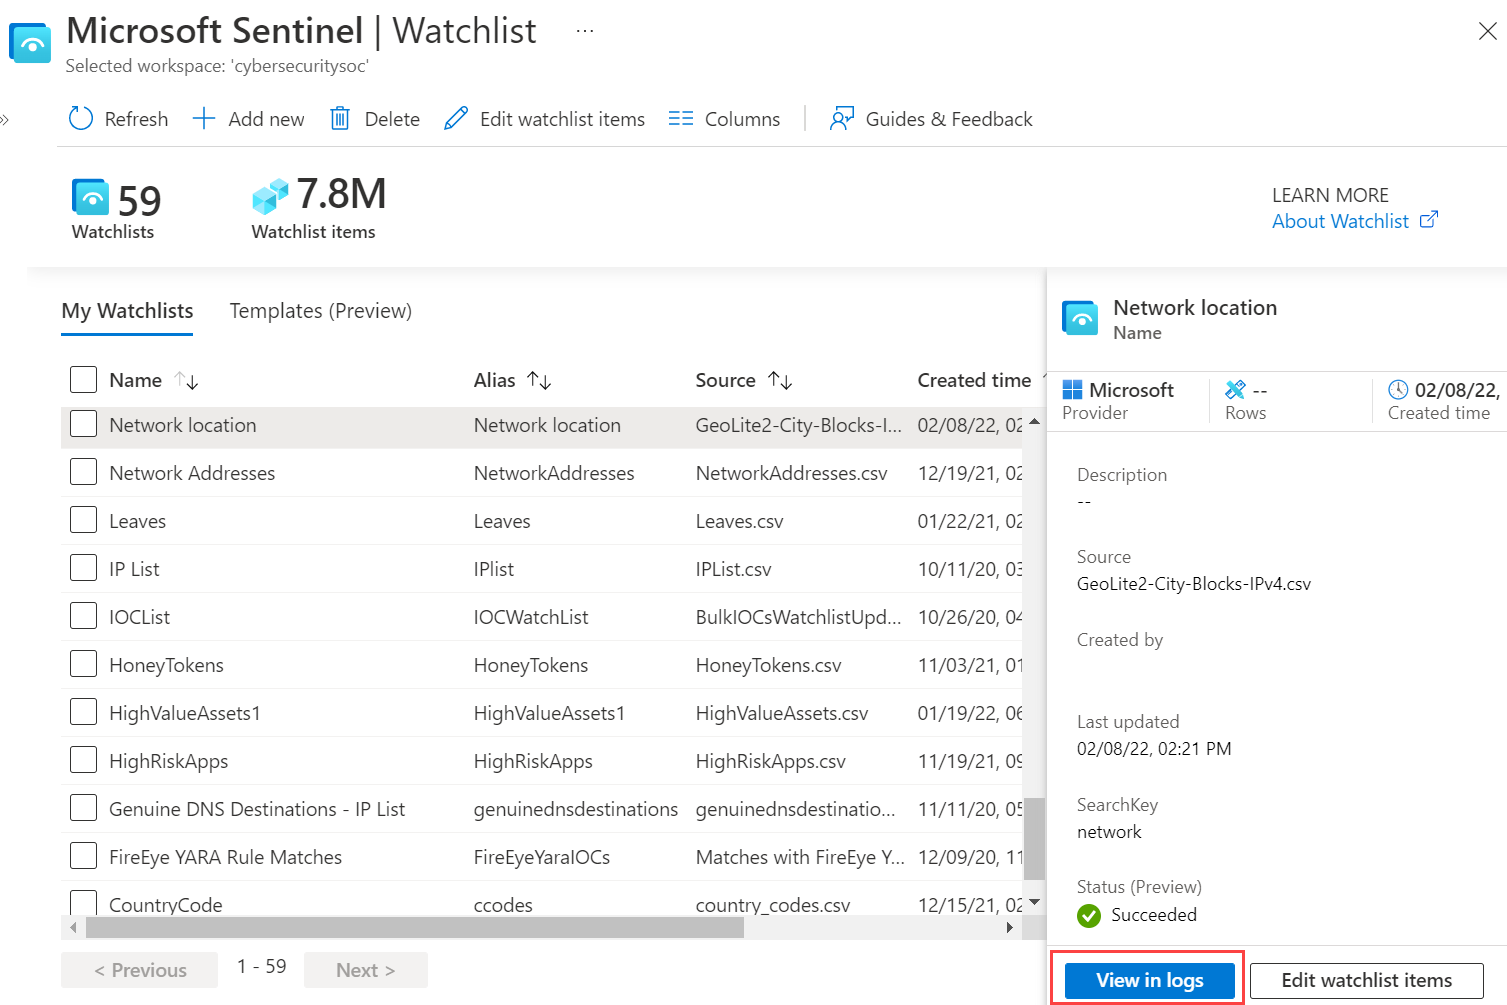 Microsoft Sentinel | Watchlist ...
Selected workspace: 'cybersecuritysoc'
Refresh Add new Delete Edit watchlist items Columns Guides & Feedback
59
Watchlists
7.8M
Watchlist items
LEARN MORE
About Watchlist
My Watchlists Templates (Preview)
Name Alias Source Created time
Network location Network location GeoLite2-City-Blocks-I... 02/08/22, 02
Network Addresses NetworkAddresses NetworkAddresses.csv 12/19/21, 02
Leaves Leaves Leaves.csv 01/22/21, 02
IP List IPlist IPList.csv 10/11/20, 03
IOCList IOCWatchList BulkIOCsWatchlistUpd... 10/26/20, 04
HoneyTokens HoneyTokens HoneyTokens.csv 11/03/21, 01
HighValueAssets1 HighValueAssets1 HighValueAssets.csv 01/19/22, 06
HighRiskApps HighRiskApps HighRiskApps.csv 11/19/21, 09
Genuine DNS Destinations - IP List genuinednsdestinations genuinednsdestinatio... 11/11/20, 05
FireEye YARA Rule Matches FireEyeYaraIOCs Matches with FireEye Y... 12/09/20, 11
CountryCode ccodes country_codes.csv 12/15/21, 02
< Previous 1 - 59 Next >
Network location
Name
Microsoft
Provider
--
Rows
02/08/22,
Created time
Description
--
Source
GeoLite2-City-Blocks-IPv4.csv
Created by
Last updated
02/08/22, 02:21 PM
SearchKey
network
Status (Preview)
Succeeded
View in logs Edit watchlist items